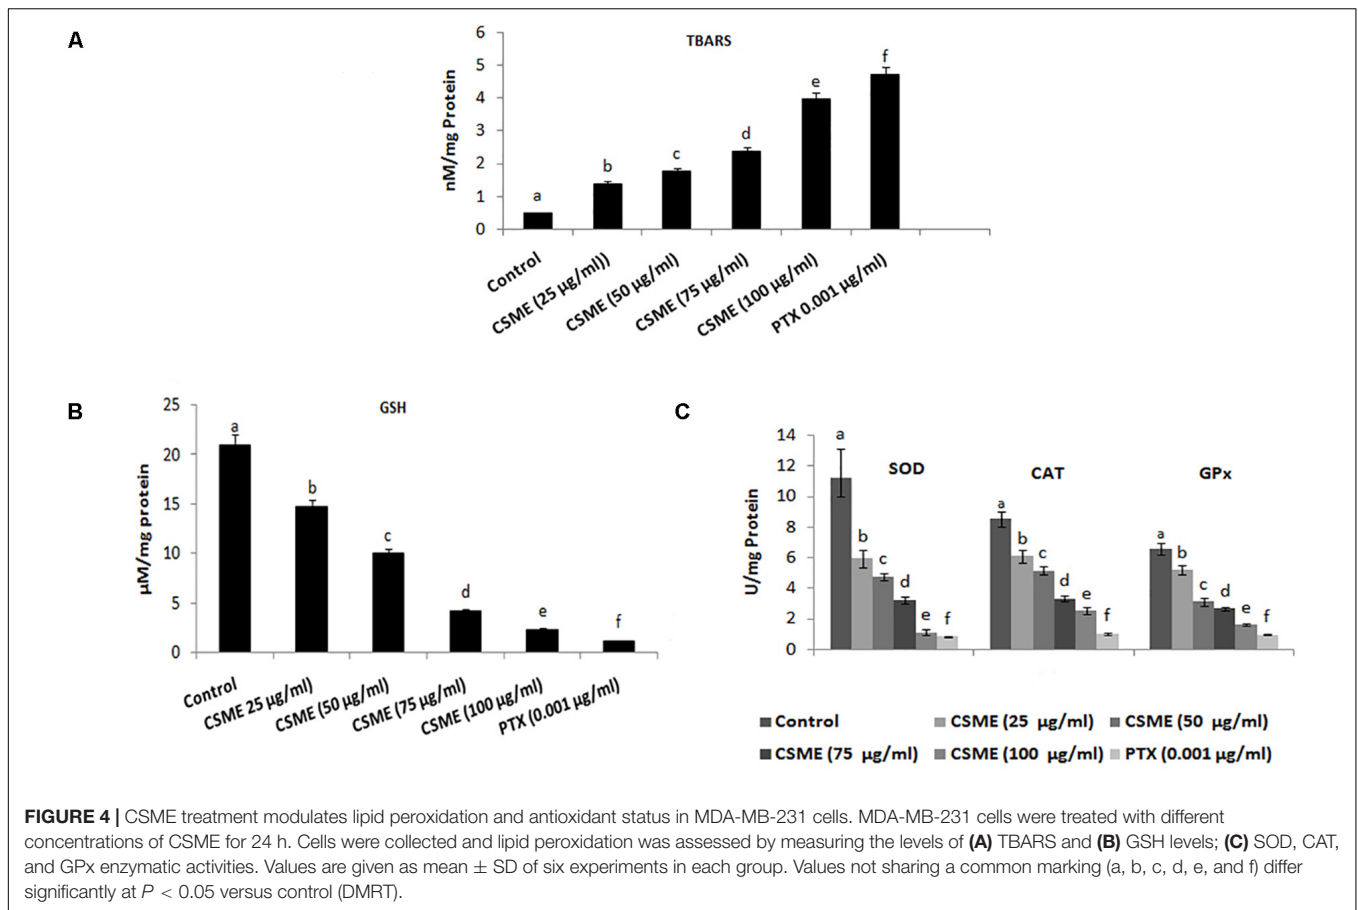 A
TBARS
nM/mg Protein
6
5
4
3
2
1
0
a
b
c
d
e
f
Control
CSME (25 µg/ml))
CSME (50 µg/ml)
CSME (75 µg/ml)
CSME (100 µg/ml)
PTX 0.001 µg/ml)
B
GSH
µM/mg protein
25
20
15
10
5
0
a
b
c
d
e
f
Control
CSME 25 µg/ml)
CSME (50 µg/ml)
CSME (75 µg/ml)
CSME (100 µg/ml)
PTX (0.001 µg/ml)
C
U/mg Protein
14
12
10
8
6
4
2
0
SOD
CAT
GPx
a
b
c
d
e
f
a
b
c
d
e
f
a
b
c
d
e
f
Control
CSME (25 µg/ml)
CSME (50 µg/ml)
CSME (75 µg/ml)
CSME (100 µg/ml)
PTX (0.001 µg/ml)
FIGURE 4 | CSME treatment modulates lipid peroxidation and antioxidant status in MDA-MB-231 cells. MDA-MB-231 cells were treated with different
concentrations of CSME for 24 h. Cells were collected and lipid peroxidation was assessed by measuring the levels of (A) TBARS and (B) GSH levels; (C) SOD, CAT,
and GPx enzymatic activities. Values are given as mean ± SD of six experiments in each group. Values not sharing a common marking (a, b, c, d, e, and f) differ
significantly at P < 0.05 versus control (DMRT).